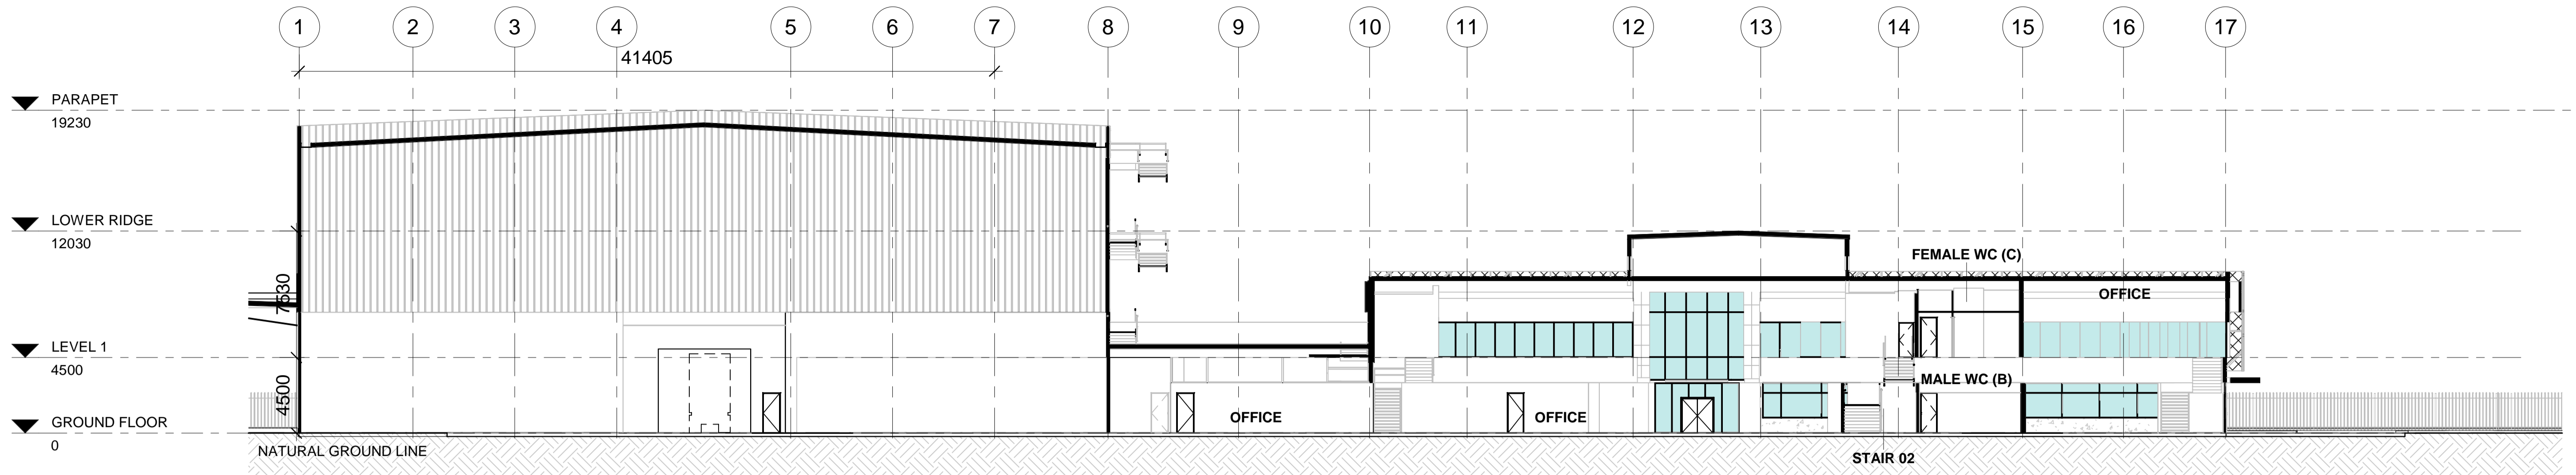 1
2
3
4
5
6
7
8
9
10
11
12
13
14
15
16
17
41405
PARAPET
19230
LOWER RIDGE
12030
FEMALE WC (C)
7530
OFFICE
LEVEL 1
4500
4500
MALE WC (B)
OFFICE
OFFICE
GROUND FLOOR
0
NATURAL GROUND LINE
STAIR 02